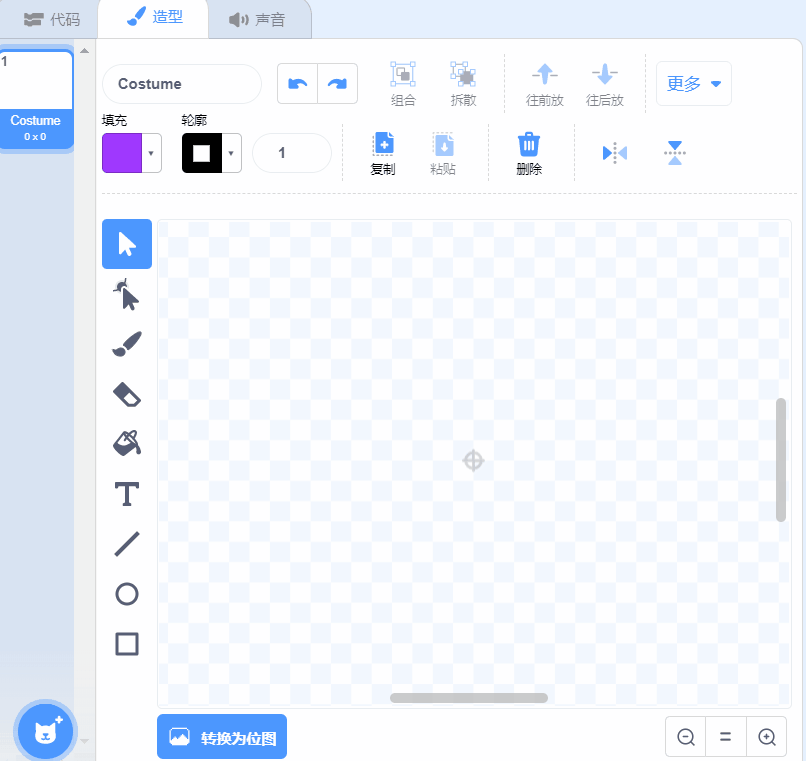 代码
造型
声音
1
Costume
0 x 0
Costume
组合
拆散
往前放
往后放
更多
填充
轮廓
1
复制
粘贴
删除
T
转换为位图